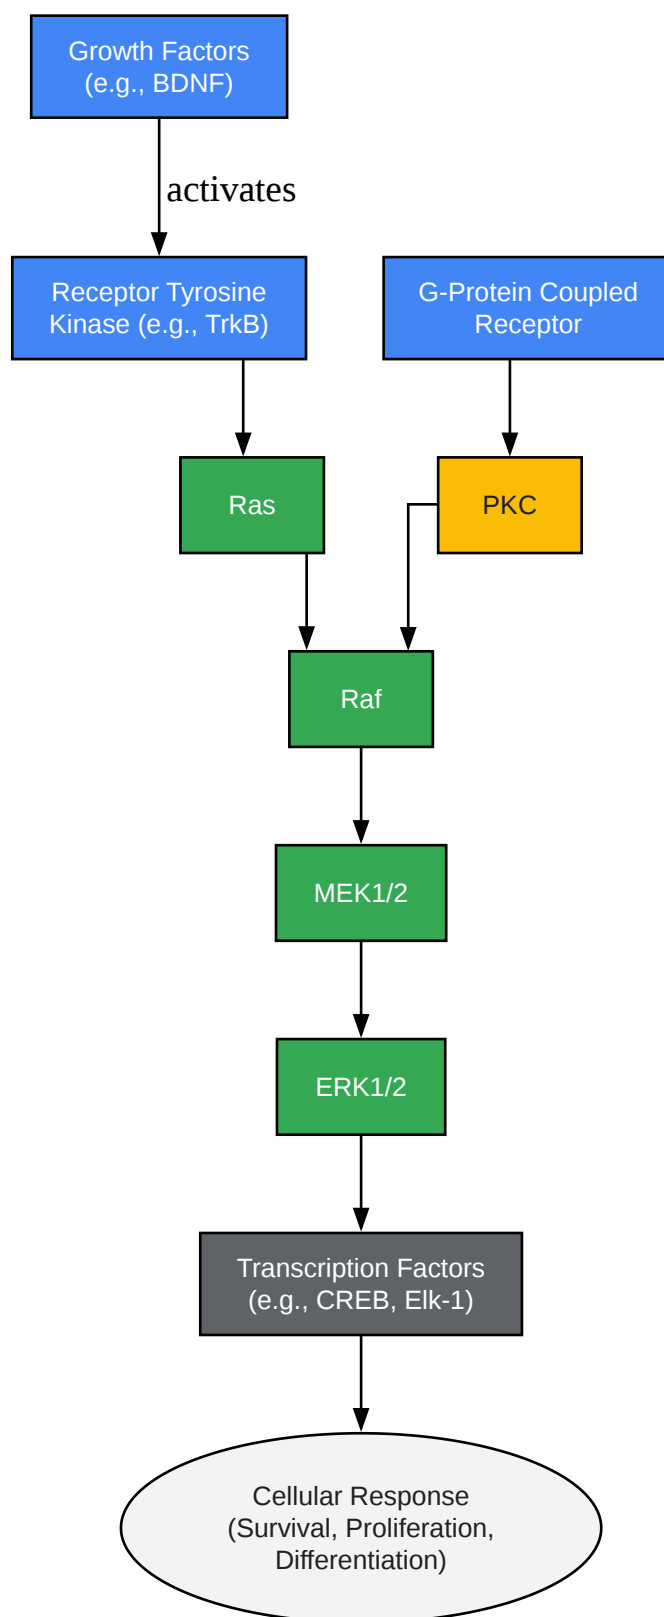 Growth Factors
(e.g., BDNF)
activates
Receptor Tyrosine
Kinase (e.g., TrkB)
G-Protein Coupled
Receptor
Ras
PKC
Raf
MEK1/2
ERK1/2
Transcription Factors
(e.g., CREB, Elk-1)
Cellular Response
(Survival, Proliferation,
Differentiation)